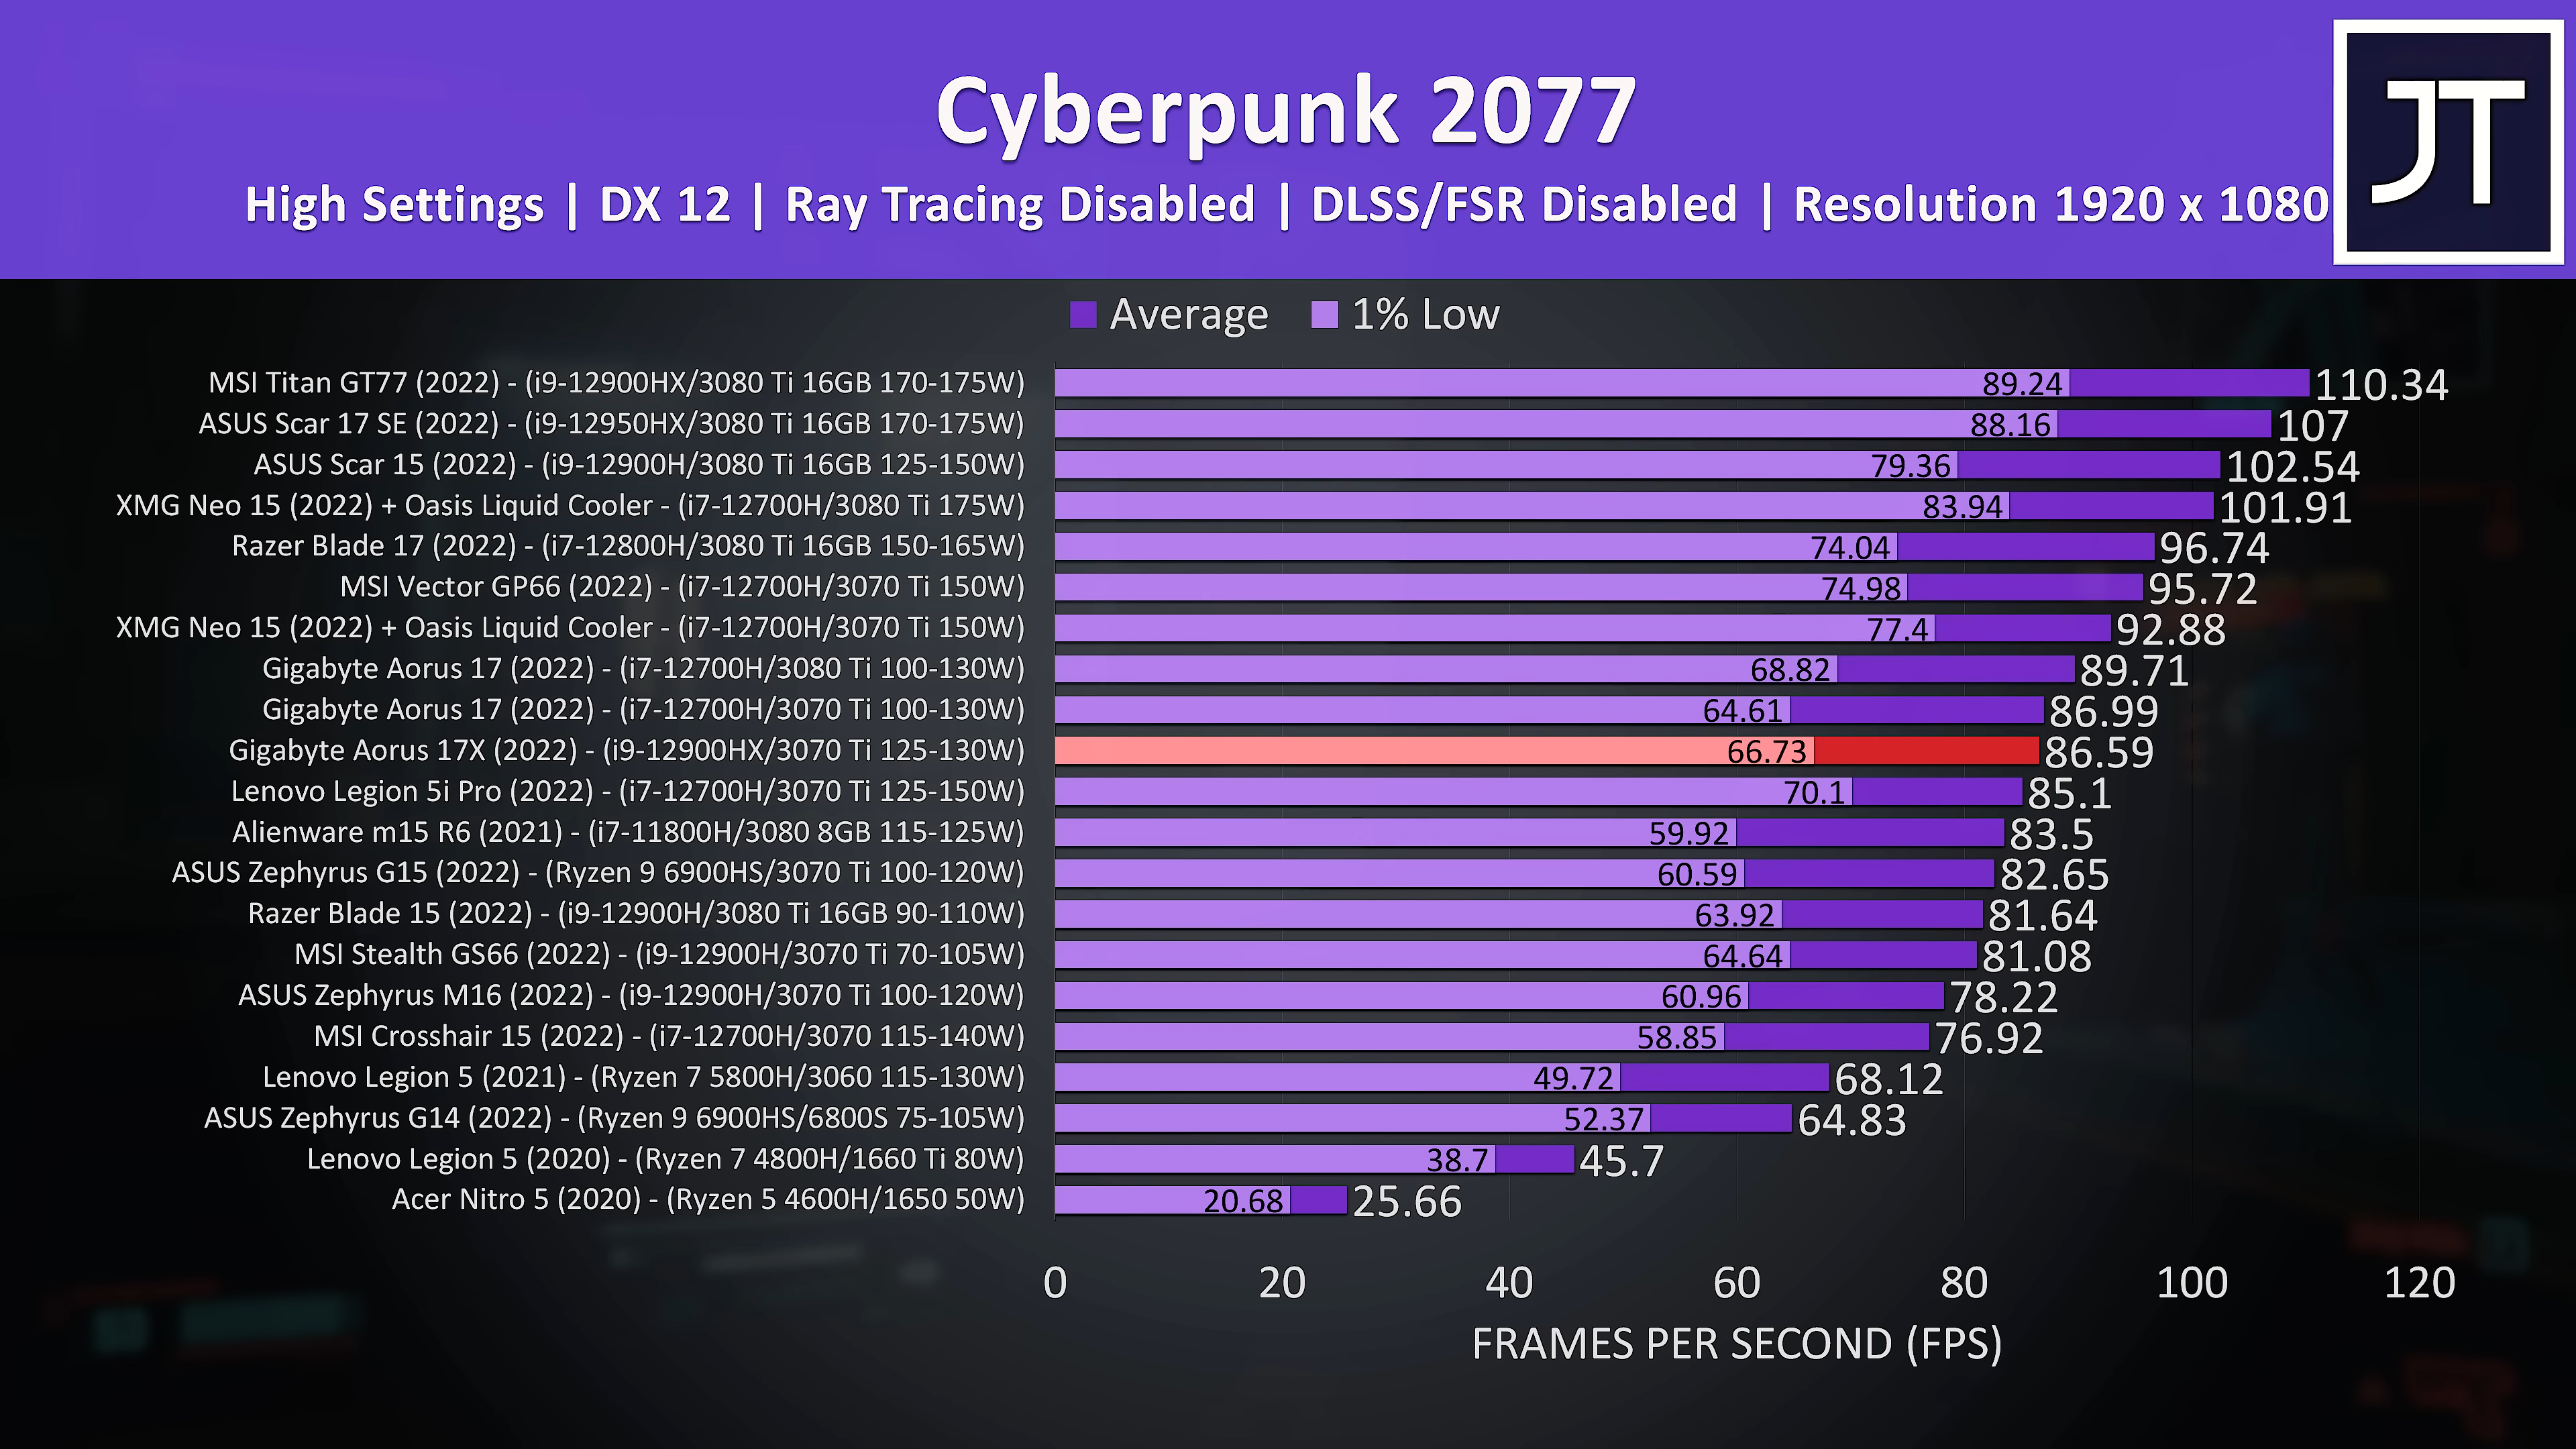 Cyberpunk 2077
High Settings | DX 12 | Ray Tracing Disabled | DLSS/FSR Disabled | Resolution 1920 x 1080
JT
Average 1% Low
MSI Titan GT77 (2022) - (i9-12900HX/3080 Ti 16GB 170-175W) 89.24 110.34
ASUS Scar 17 SE (2022) - (i9-12950HX/3080 Ti 16GB 170-175W) 88.16 107
ASUS Scar 15 (2022) - (i9-12900H/3080 Ti 16GB 125-150W) 79.36 102.54
XMG Neo 15 (2022) + Oasis Liquid Cooler - (i7-12700H/3080 Ti 175W) 83.94 101.91
Razer Blade 17 (2022) - (i7-12800H/3080 Ti 16GB 150-165W) 74.04 96.74
MSI Vector GP66 (2022) - (i7-12700H/3070 Ti 150W) 74.98 95.72
XMG Neo 15 (2022) + Oasis Liquid Cooler - (i7-12700H/3070 Ti 150W) 77.4 92.88
Gigabyte Aorus 17 (2022) - (i7-12700H/3080 Ti 100-130W) 68.82 89.71
Gigabyte Aorus 17 (2022) - (i7-12700H/3070 Ti 100-130W) 64.61 86.99
Gigabyte Aorus 17X (2022) - (i9-12900HX/3070 Ti 125-130W) 66.73 86.59
Lenovo Legion 5i Pro (2022) - (i7-12700H/3070 Ti 125-150W) 70.1 85.1
Alienware m15 R6 (2021) - (i7-11800H/3080 8GB 115-125W) 59.92 83.5
ASUS Zephyrus G15 (2022) - (Ryzen 9 6900HS/3070 Ti 100-120W) 60.59 82.65
Razer Blade 15 (2022) - (i9-12900H/3080 Ti 16GB 90-110W) 63.92 81.64
MSI Stealth GS66 (2022) - (i9-12900H/3070 Ti 70-105W) 64.64 81.08
ASUS Zephyrus M16 (2022) - (i9-12900H/3070 Ti 100-120W) 60.96 78.22
MSI Crosshair 15 (2022) - (i7-12700H/3070 115-140W) 58.85 76.92
Lenovo Legion 5 (2021) - (Ryzen 7 5800H/3060 115-130W) 49.72 68.12
ASUS Zephyrus G14 (2022) - (Ryzen 9 6900HS/6800S 75-105W) 52.37 64.83
Lenovo Legion 5 (2020) - (Ryzen 7 4800H/1660 Ti 80W) 38.7 45.7
Acer Nitro 5 (2020) - (Ryzen 5 4600H/1650 50W) 20.68 25.66
0 20 40 60 80 100 120
FRAMES PER SECOND (FPS)